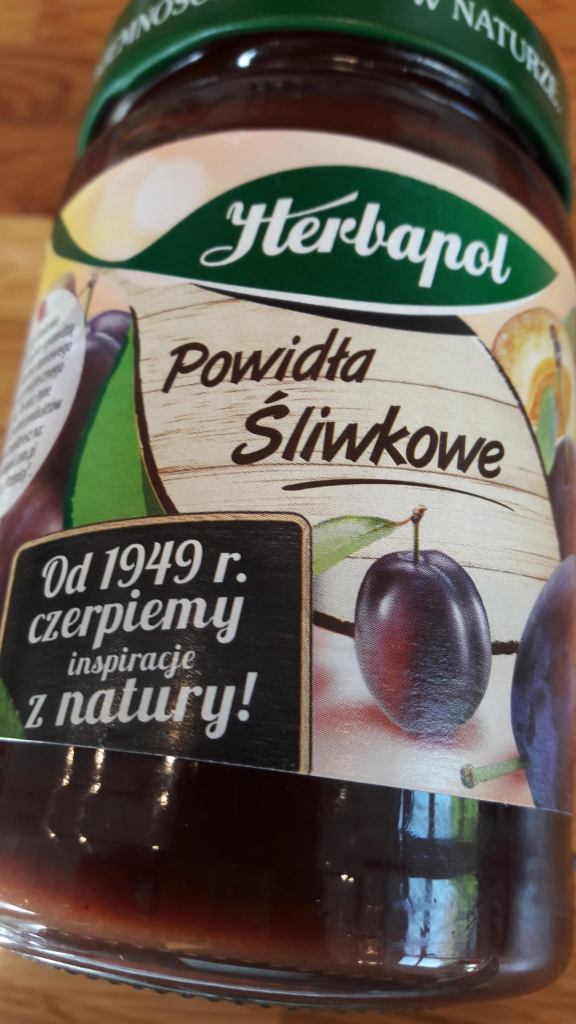 W NATURZE.
Herbapol
Powidła
Śliwkowe
Od 1949 r.
czerpiemy
inspiracje
z natury!